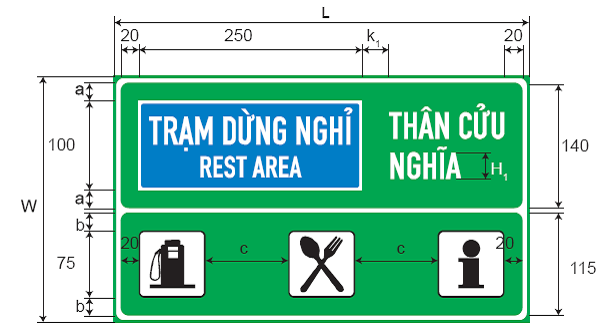 L
20 250 k1 20
a
100
a
W
b
75
b
TRẠM DỪNG NGHỈ
REST AREA
THÂN CỬU
NGHĨA
H1
140
20 c c 20
115